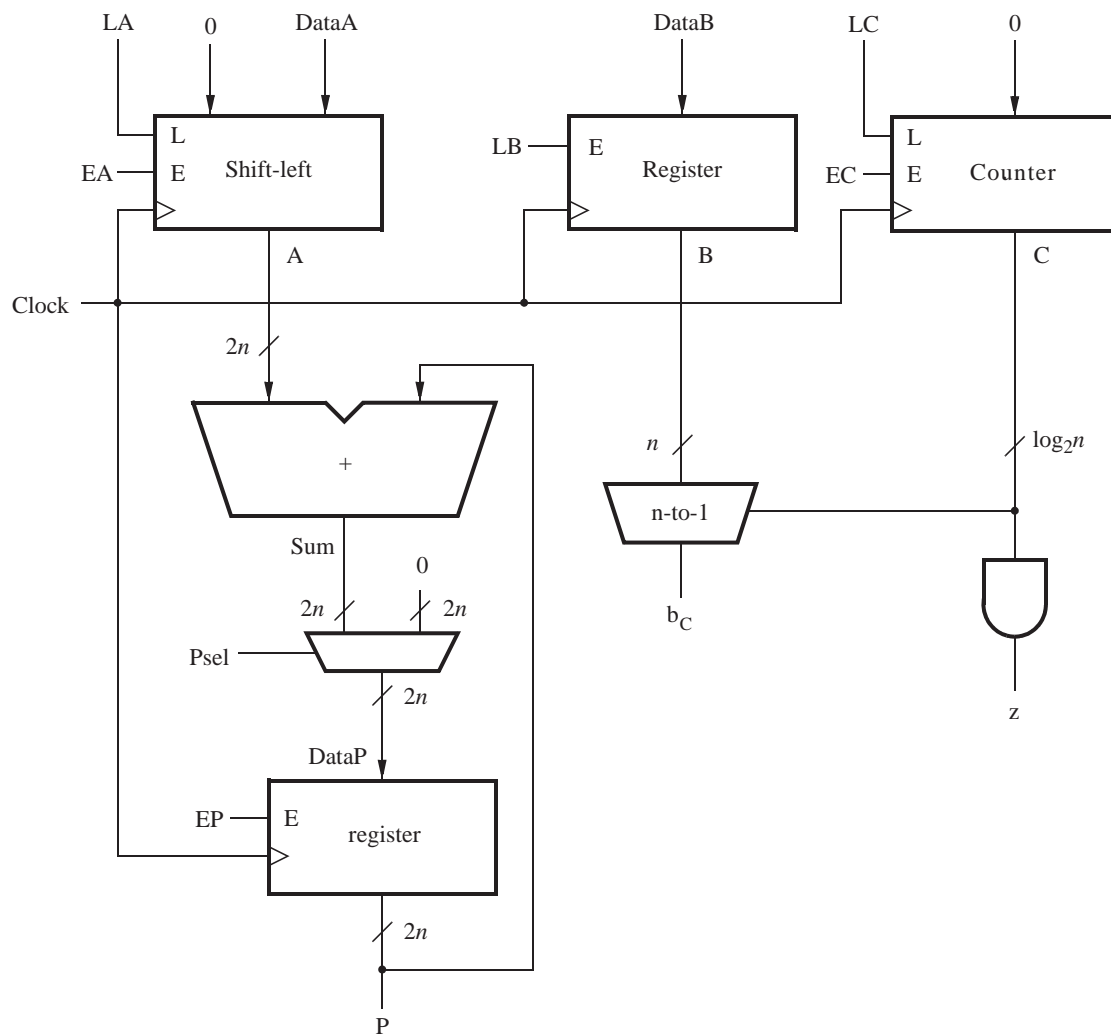 LA 0 DataA DataB LC 0
L L
LB E
EA E Shift-left Register EC E Counter
A B C
Clock
2n
n log₂n
+
n-to-1
Sum
0
2n 2n b_C
Psel
2n
z
DataP
EP E register
2n
P